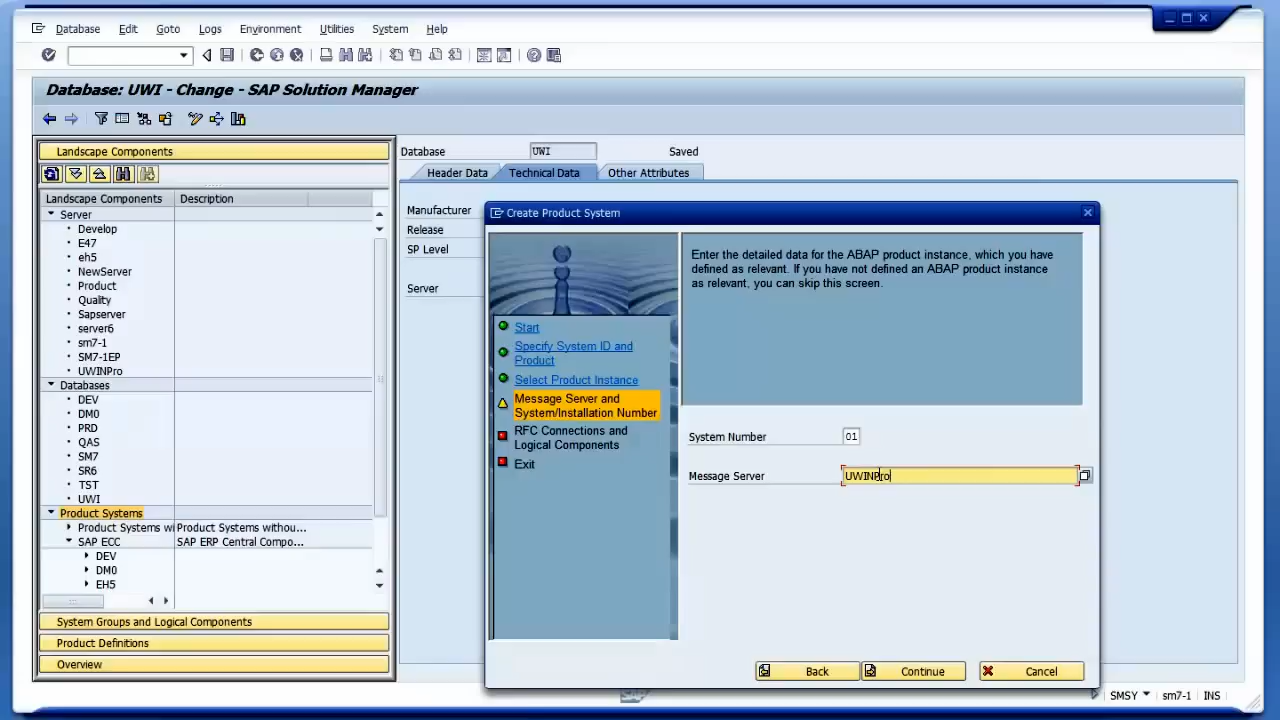 Database Edit Goto Logs Environment Utilities System Help
Database: UWI - Change - SAP Solution Manager
Landscape Components
Landscape Components Description
Server
Develop
E47
eh5
NewServer
Product
Quality
Sapserver
server6
sm7-1
SM7-1EP
UWINPro
Databases
DEV
DM0
PRD
QAS
SM7
SR6
TST
UWI
Product Systems
Product Systems wi Product Systems withou...
SAP ECC SAP ERP Central Compo...
DEV
DM0
EH5
System Groups and Logical Components
Product Definitions
Overview
Database UWI Saved
Header Data Technical Data Other Attributes
Manufacturer
Release
SP Level
Server
Create Product System
Start
Specify System ID and
Product
Select Product Instance
Message Server and
System/Installation Number
RFC Connections and
Logical Components
Exit
Enter the detailed data for the ABAP product instance, which you have
defined as relevant. If you have not defined an ABAP product instance
as relevant, you can skip this screen.
System Number 01
Message Server UWINPro
Back Continue Cancel
SMSY sm7-1 INS